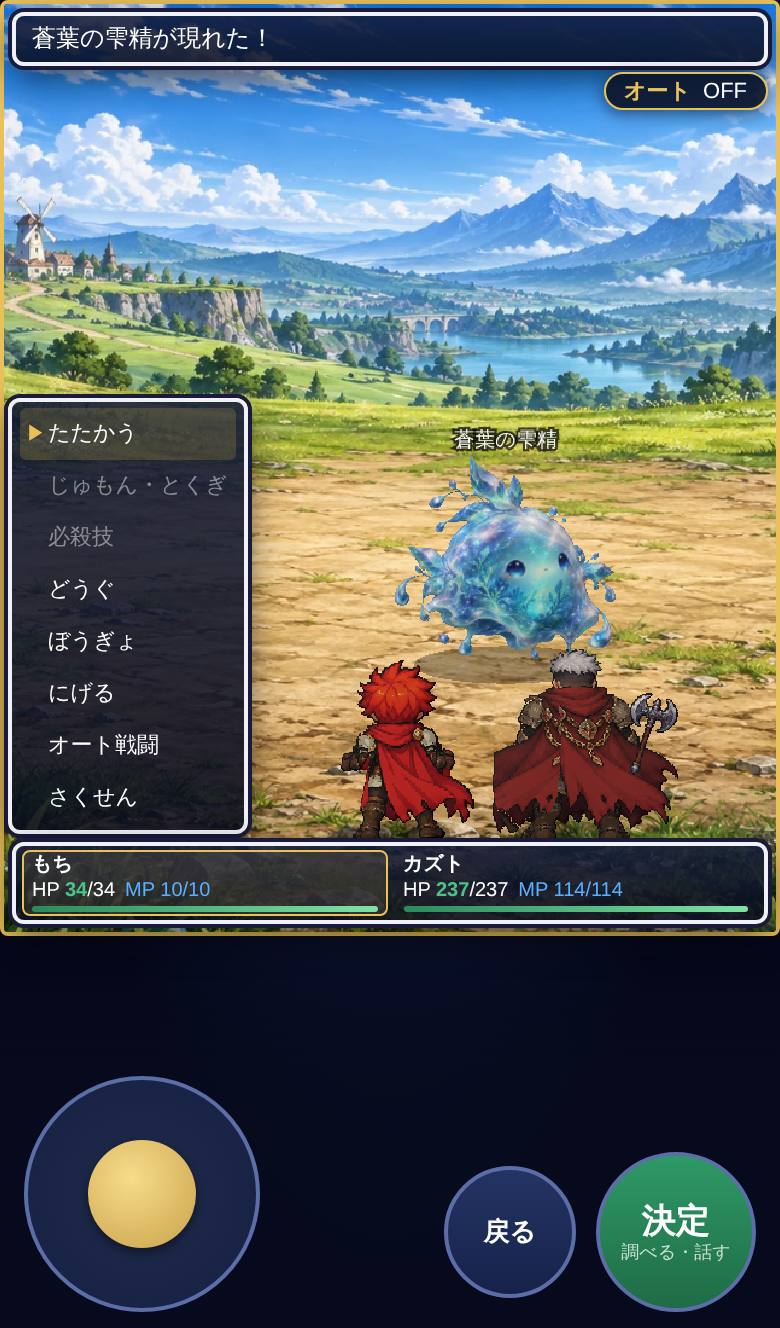 蒼葉の雫精が現れた！
オート OFF
蒼葉の雫精
▶たたかう
じゅもん・とくぎ
必殺技
どうぐ
ぼうぎょ
にげる
オート戦闘
さくせん
もち
HP 34/34 MP 10/10
カズト
HP 237/237 MP 114/114
戻る
決定
調べる・話す